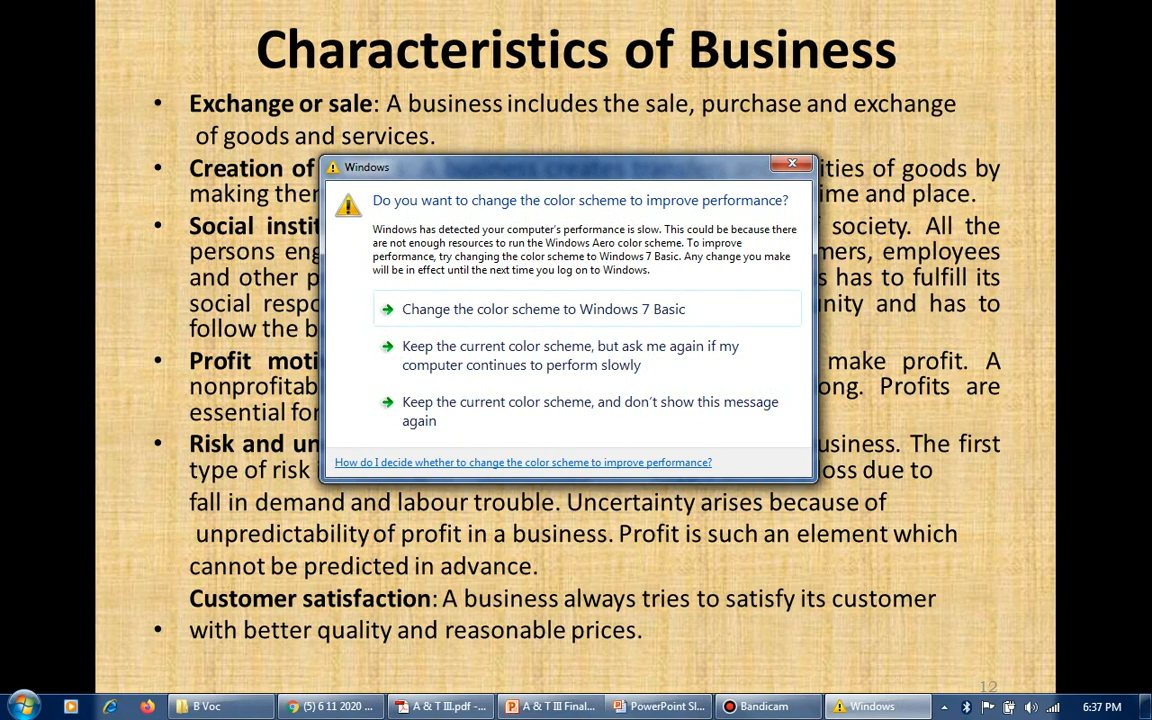 Characteristics of Business
• Exchange or sale: A business includes the sale, purchase and exchange
of goods and services.
• Creation of
ities of goods by
making ther
ime and place.
• Social instit
society. All the
persons eng
mers, employees
and other p
s has to fulfill its
social respo
unity and has to
follow the b
• Profit moti
make profit. A
nonprofitab
ong. Profits are
essential for
• Risk and un
usiness. The first
type of risk i
oss due to
fall in demand and labour trouble. Uncertainty arises because of
unpredictability of profit in a business. Profit is such an element which
cannot be predicted in advance.
Customer satisfaction: A business always tries to satisfy its customer
• with better quality and reasonable prices.
12
Windows
Do you want to change the color scheme to improve performance?
Windows has detected your computer's performance is slow. This could be because there
are not enough resources to run the Windows Aero color scheme. To improve
performance, try changing the color scheme to Windows 7 Basic. Any change you make
will be in effect until the next time you log on to Windows.
Change the color scheme to Windows 7 Basic
Keep the current color scheme, but ask me again if my
computer continues to perform slowly
Keep the current color scheme, and don't show this message
again
How do I decide whether to change the color scheme to improve performance?
B Voc
(5) 6 11 2020 ...
A & T III.pdf -...
A & T III Final...
PowerPoint Sl...
Bandicam
Windows
6:37 PM